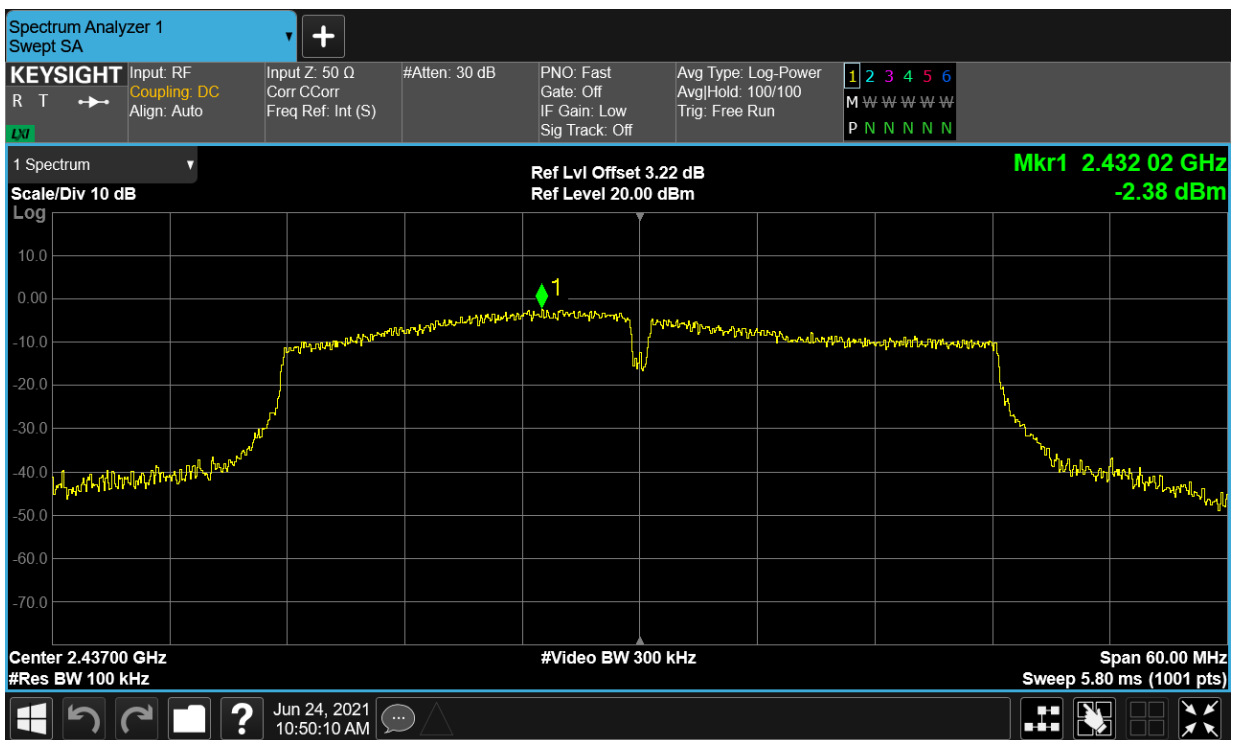 Spectrum Analyzer 1
Swept SA
+
KEYSIGHT
R T
LXI
Input: RF
Coupling: DC
Align: Auto
Input Z: 50 Ω
Corr CCorr
Freq Ref: Int (S)
#Atten: 30 dB
PNO: Fast
Gate: Off
IF Gain: Low
Sig Track: Off
Avg Type: Log-Power
Avg|Hold: 100/100
Trig: Free Run
1 2 3 4 5 6
M W W W W W
P N N N N N
1 Spectrum
Scale/Div 10 dB
Log
Ref Lvl Offset 3.22 dB
Ref Level 20.00 dBm
Mkr1 2.432 02 GHz
-2.38 dBm
10.0
0.00
-10.0
-20.0
-30.0
-40.0
-50.0
-60.0
-70.0
1
Center 2.43700 GHz
#Res BW 100 kHz
#Video BW 300 kHz
Span 60.00 MHz
Sweep 5.80 ms (1001 pts)
?
Jun 24, 2021
10:50:10 AM